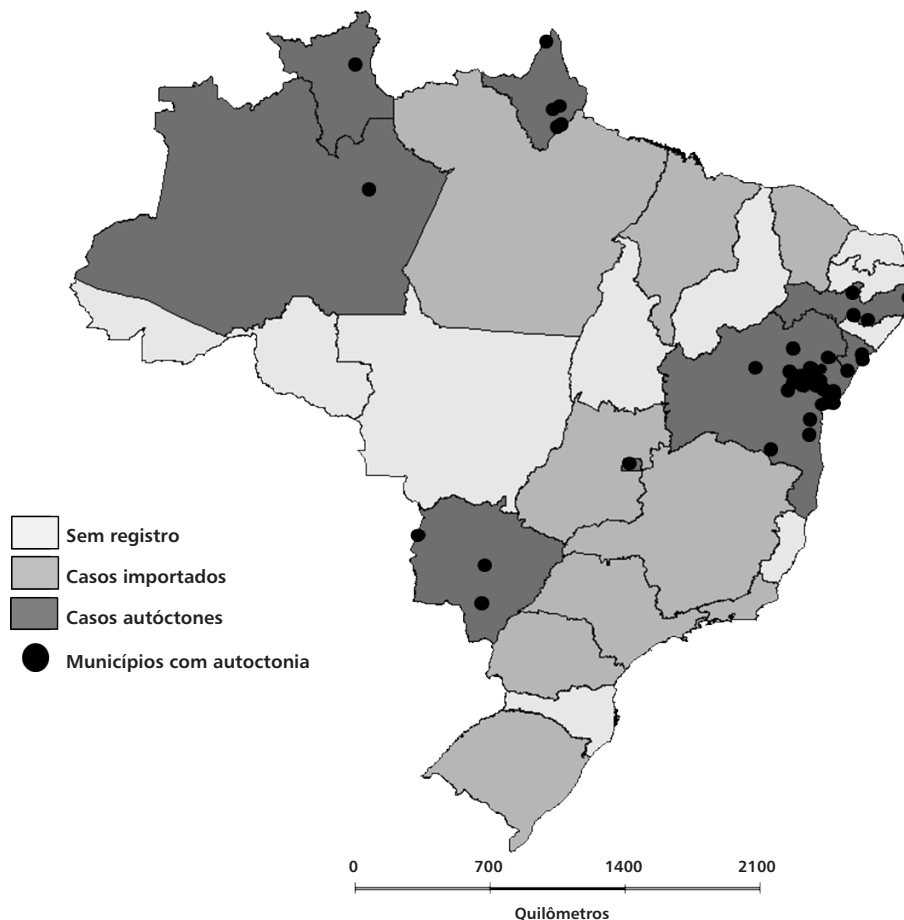 Sem registro
Casos importados
Casos autóctones
Municípios com autoctonia
0 700 1400 2100
Quilômetros